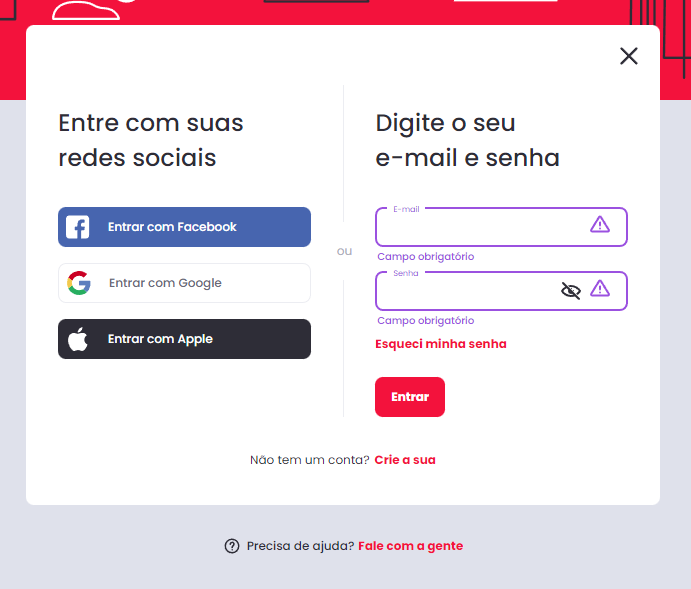 Entre com suas
redes sociais
Entrar com Facebook
Entrar com Google
Entrar com Apple
ou
Digite o seu
e-mail e senha
E-mail
Campo obrigatório
Senha
Campo obrigatório
Esqueci minha senha
Entrar
Não tem um conta? Crie a sua
Precisa de ajuda? Fale com a gente